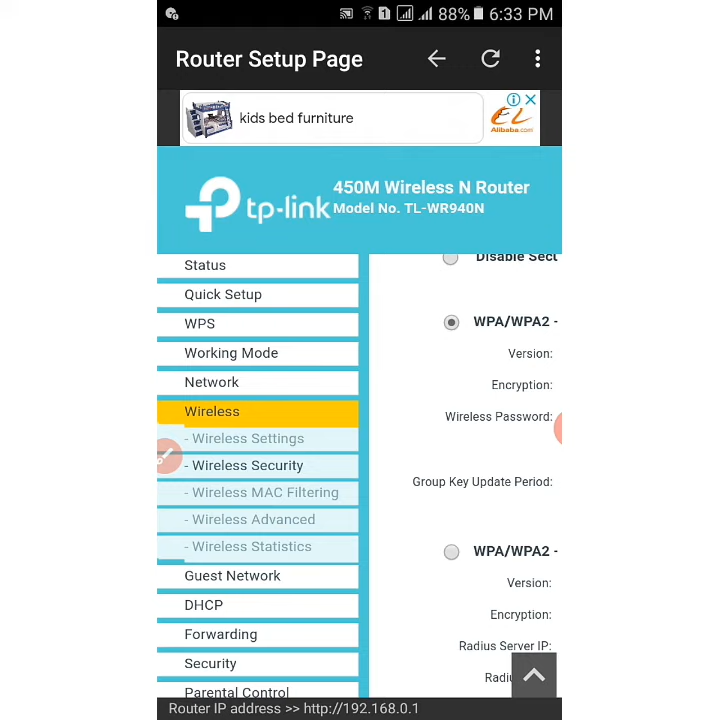 1 88% 6:33 PM
Router Setup Page
kids bed furniture
EL
Alibaba.com
tp-link
450M Wireless N Router
Model No. TL-WR940N
Status
Quick Setup
WPS
Working Mode
Network
Wireless
- Wireless Settings
- Wireless Security
- Wireless MAC Filtering
- Wireless Advanced
- Wireless Statistics
Guest Network
DHCP
Forwarding
Security
Parental Control
WPA/WPA2 -
Version:
Encryption:
Wireless Password:
Group Key Update Period:
WPA/WPA2 -
Version:
Encryption:
Radius Server IP:
Router IP address >> http://192.168.0.1